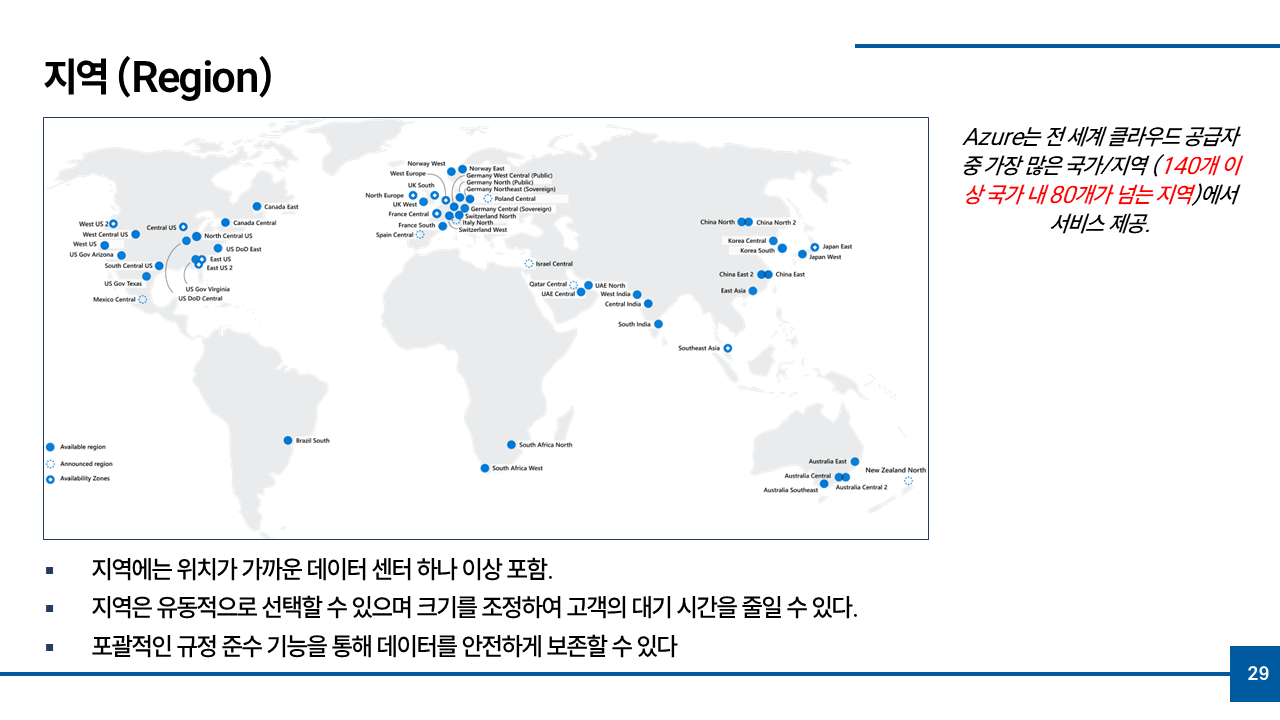 지역 (Region)
Azure는 전 세계 클라우드 공급자
중 가장 많은 국가/지역 (140개 이
상 국가 내 80개가 넘는 지역)에서
서비스 제공.
Norway West
Norway East
West Europe
Germany West Central (Public)
Germany North (Public)
UK South
Germany Northeast (Sovereign)
North Europe
Poland Central
UK West
Germany Central (Sovereign)
France Central
Switzerland North
Italy North
France South
Switzerland West
Spain Central
Canada East
West US 2
Central US
Canada Central
West Central US
North Central US
West US
US DoD East
US Gov Arizona
East US
South Central US
East US 2
US Gov Texas
US Gov Virginia
Mexico Central
US DoD Central
China North
China North 2
Korea Central
Japan East
Korea South
Japan West
Israel Central
China East 2
China East
Qatar Central
UAE North
UAE Central
West India
East Asia
Central India
South India
Southeast Asia
Brazil South
South Africa North
South Africa West
Available region
Announced region
Availability Zones
Australia East
New Zealand North
Australia Central
Australia Southeast
Australia Central 2
▪ 지역에는 위치가 가까운 데이터 센터 하나 이상 포함.
▪ 지역은 유동적으로 선택할 수 있으며 크기를 조정하여 고객의 대기 시간을 줄일 수 있다.
▪ 포괄적인 규정 준수 기능을 통해 데이터를 안전하게 보존할 수 있다
29